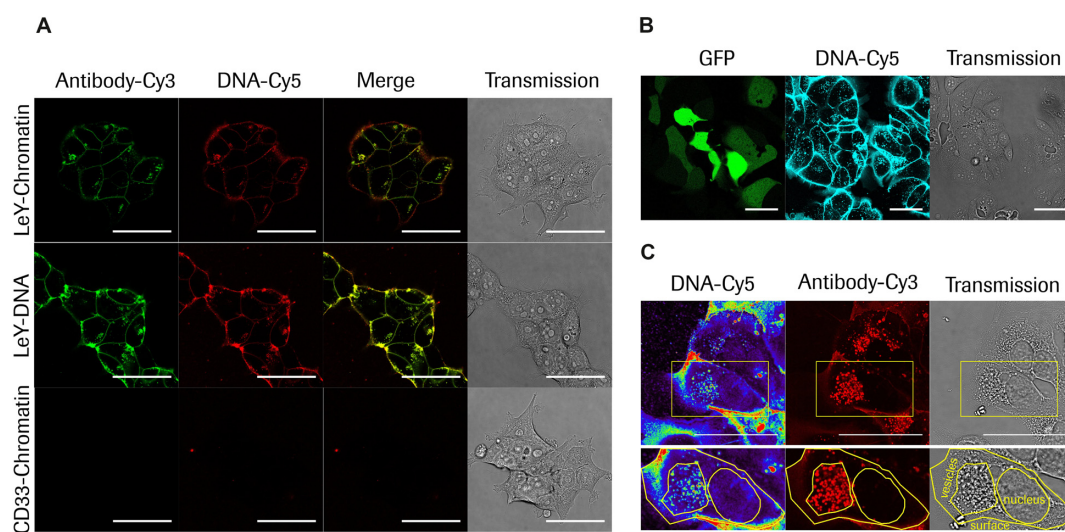 A
Antibody-Cy3 DNA-Cy5 Merge Transmission
LeY-Chromatin
LeY-DNA
CD33-Chromatin
B
GFP DNA-Cy5 Transmission
C
DNA-Cy5 Antibody-Cy3 Transmission
vesicles
nucleus
surface